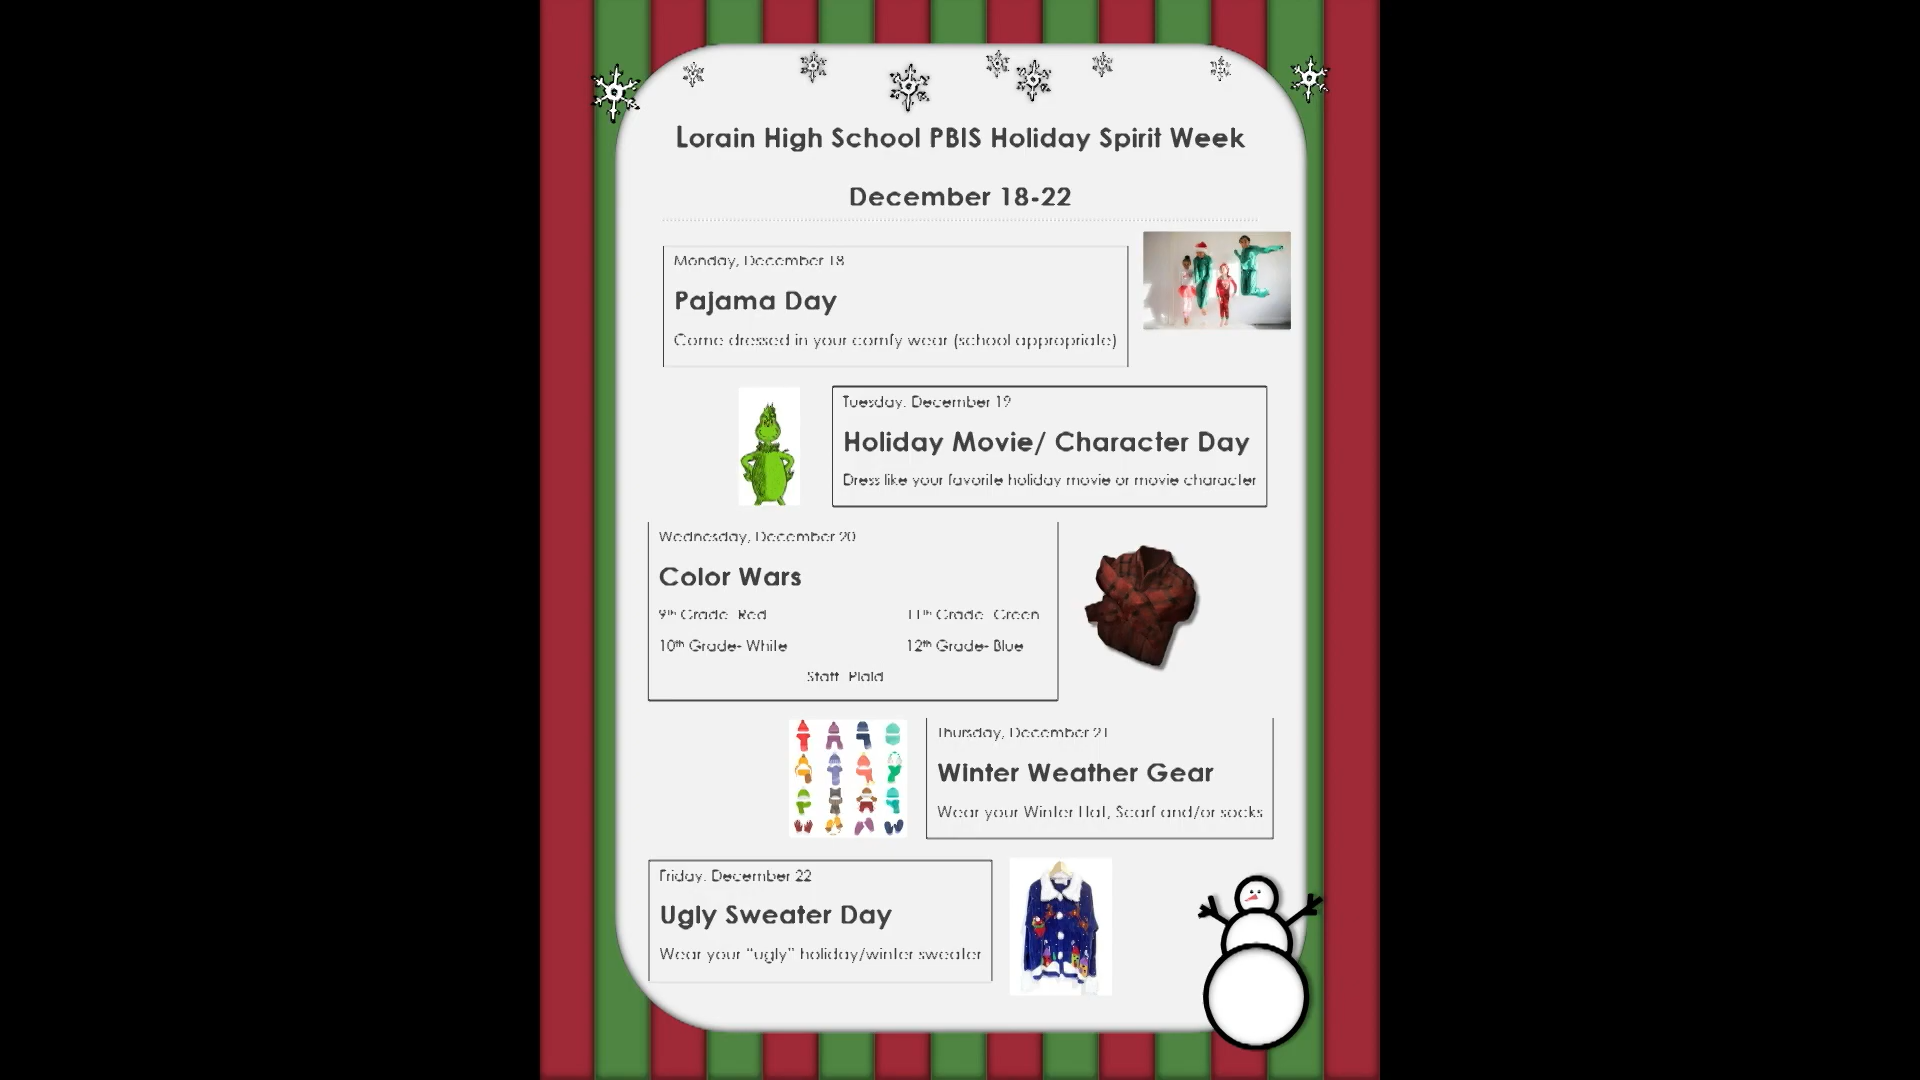 Lorain High School PBIS Holiday Spirit Week
December 18-22
Monday, December 18
Pajama Day
Come dressed in your comfy wear (school appropriate)
Tuesday, December 19
Holiday Movie/ Character Day
Dress like your favorite holiday movie or movie character
Wednesday, December 20
Color Wars
9th Grade- Red 11th Grade- Green
10th Grade- White 12th Grade- Blue
Staff- Plaid
Thursday, December 21
Winter Weather Gear
Wear your Winter Hat, Scarf and/or socks
Friday, December 22
Ugly Sweater Day
Wear your “ugly” holiday/winter sweater